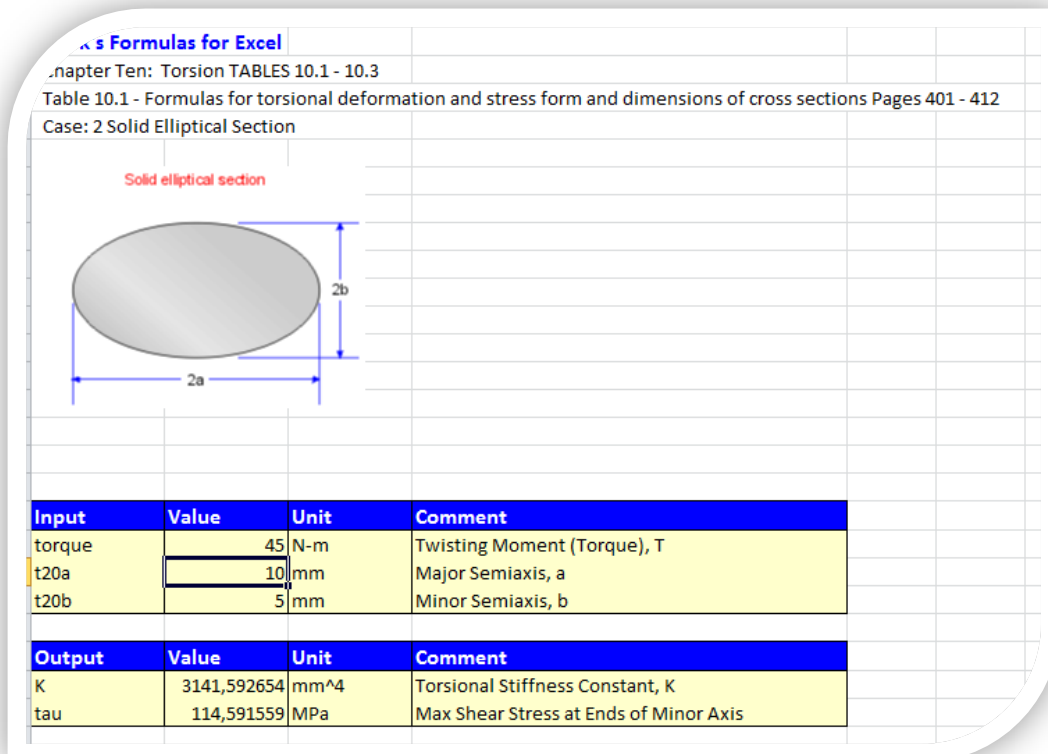 's Formulas for Excel
Chapter Ten: Torsion TABLES 10.1 - 10.3
Table 10.1 - Formulas for torsional deformation and stress form and dimensions of cross sections Pages 401 - 412
Case: 2 Solid Elliptical Section
Solid elliptical section
2b
2a
Input Value Unit Comment
torque 45 N-m Twisting Moment (Torque), T
t20a 10 mm Major Semiaxis, a
t20b 5 mm Minor Semiaxis, b
Output Value Unit Comment
K 3141,592654 mm^4 Torsional Stiffness Constant, K
tau 114,591559 MPa Max Shear Stress at Ends of Minor Axis